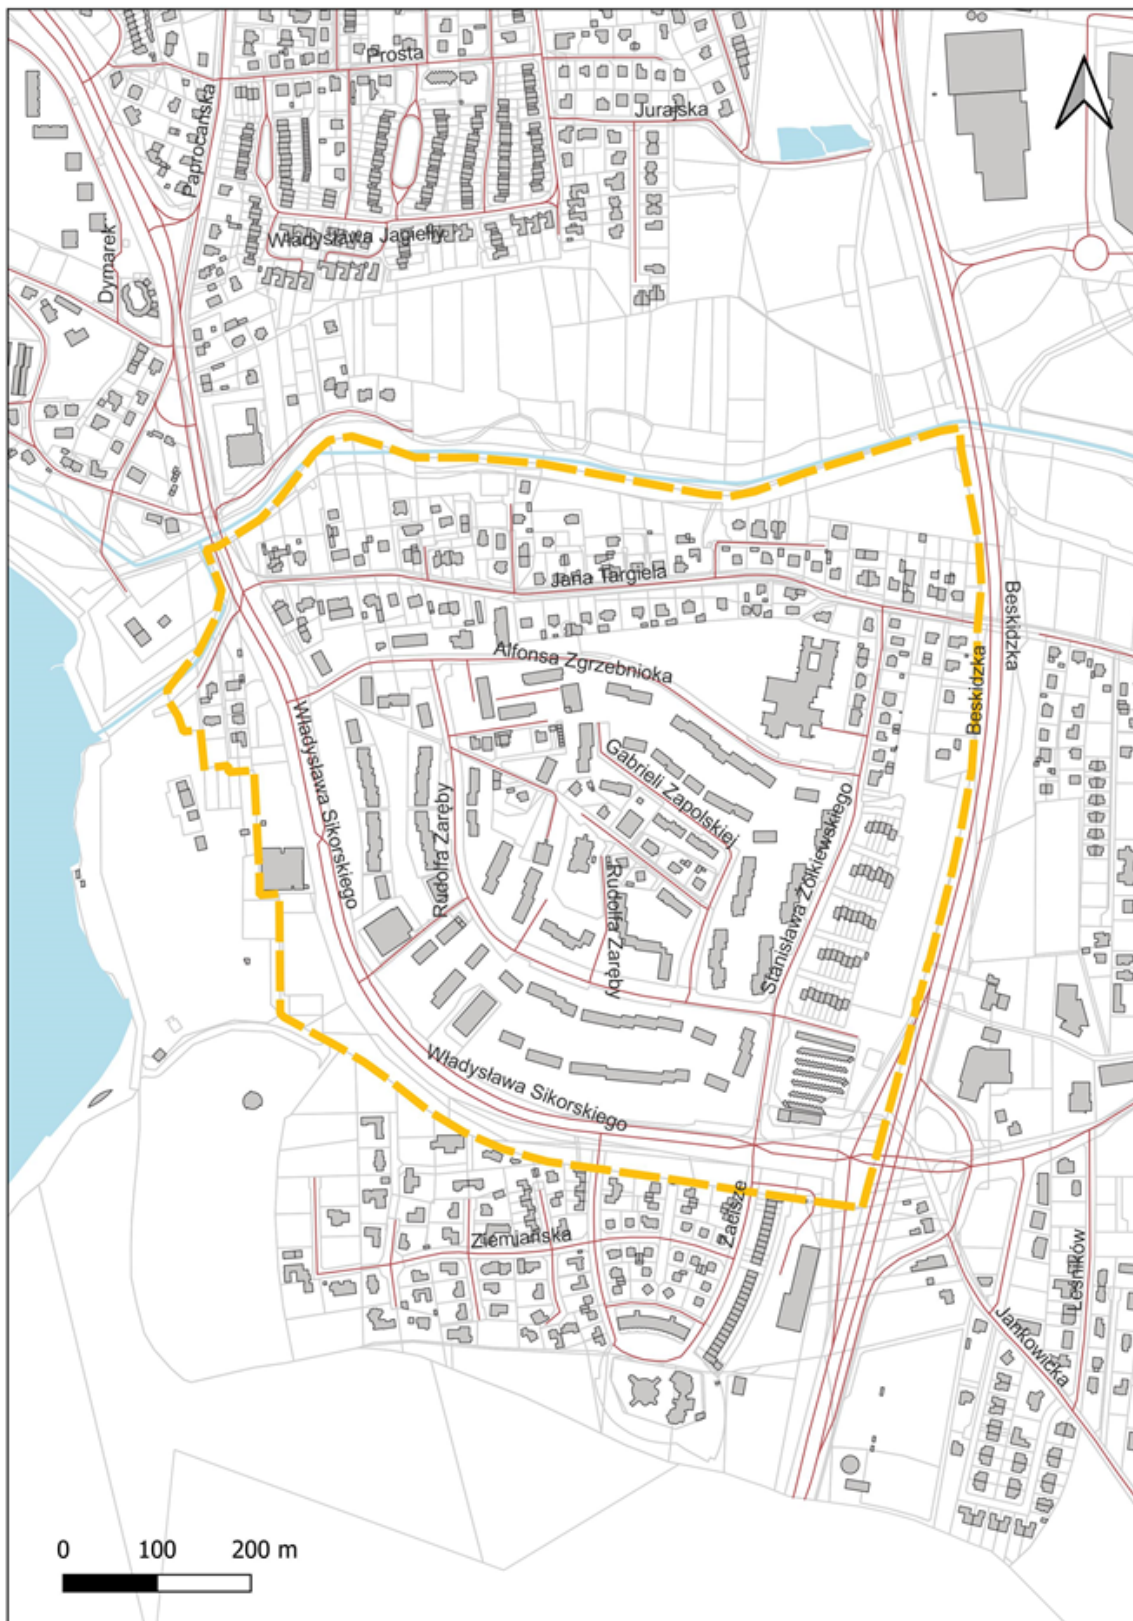 Prosta
Jurajska
Paprocańska
Władysława Jagiełły
Dymarek
Jana Targiela
Beskidzka
Beskidzka
Alfonsa Zgrzebnioka
Władysława Sikorskiego
Rudolfa Zaręby
Gabrieli Zapolskiej
Stanisława Żółkiewskiego
Rudolfa Zaręby
Władysława Sikorskiego
Zacisze
Ziemiańska
Leśników
Jankowicka
0 100 200 m